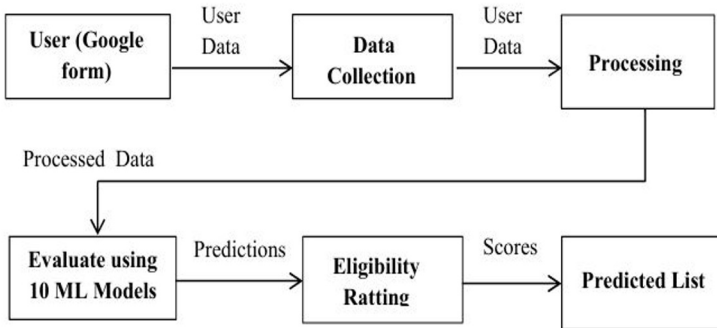 User (Google
form)
User
Data
Data
Collection
User
Data
Processing
Processed Data
Evaluate using
10 ML Models
Predictions
Eligibility
Ratting
Scores
Predicted List